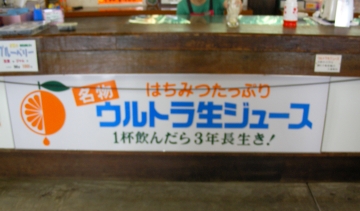 名物
はちみつたっぷり
ウルトラ生ジュース
1杯飲んだら3年長生き!